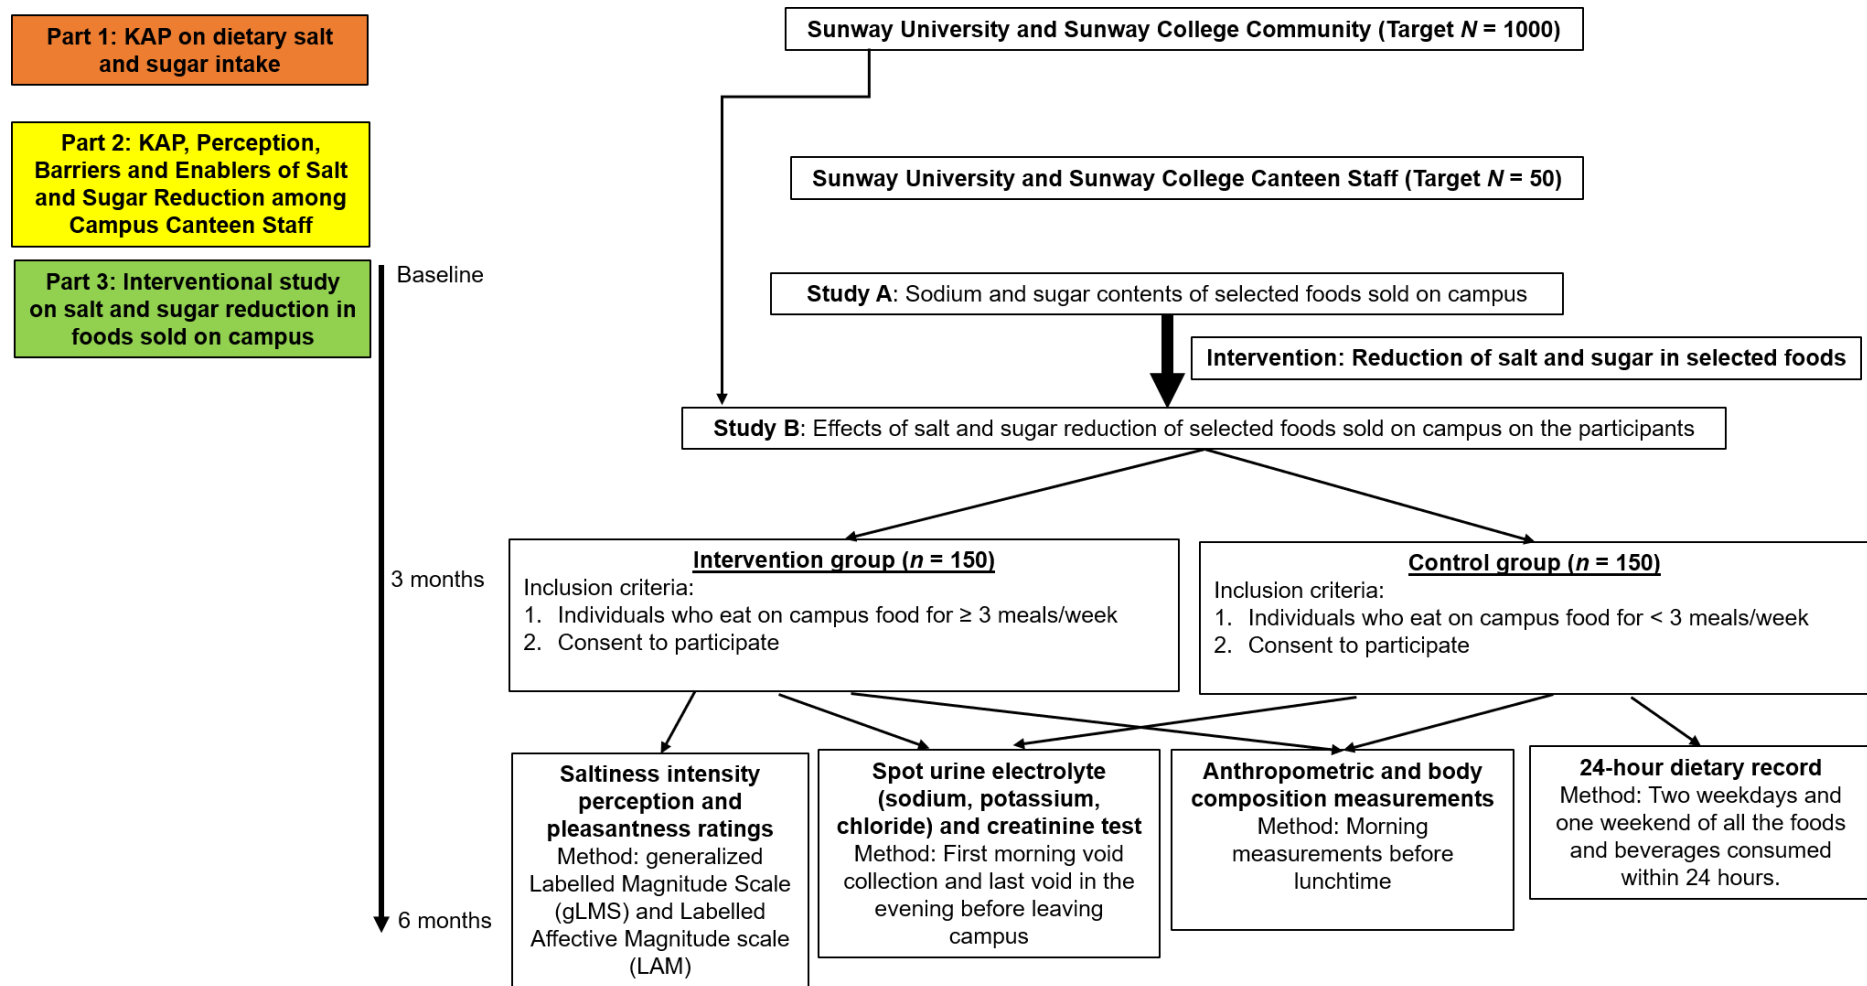 Part 1: KAP on dietary salt
and sugar intake
Sunway University and Sunway College Community (Target N = 1000)
Part 2: KAP, Perception,
Barriers and Enablers of Salt
and Sugar Reduction among
Campus Canteen Staff
Sunway University and Sunway College Canteen Staff (Target N = 50)
Part 3: Interventional study
on salt and sugar reduction in
foods sold on campus
Baseline
Study A: Sodium and sugar contents of selected foods sold on campus
Intervention: Reduction of salt and sugar in selected foods
Study B: Effects of salt and sugar reduction of selected foods sold on campus on the participants
3 months
Intervention group (n = 150)
Inclusion criteria:
1. Individuals who eat on campus food for ≥ 3 meals/week
2. Consent to participate
Control group (n = 150)
Inclusion criteria:
1. Individuals who eat on campus food for < 3 meals/week
2. Consent to participate
6 months
Saltiness intensity
perception and
pleasantness ratings
Method: generalized
Labelled Magnitude Scale
(gLMS) and Labelled
Affective Magnitude scale
(LAM)
Spot urine electrolyte
(sodium, potassium,
chloride) and creatinine test
Method: First morning void
collection and last void in the
evening before leaving
campus
Anthropometric and body
composition measurements
Method: Morning
measurements before
lunchtime
24-hour dietary record
Method: Two weekdays and
one weekend of all the foods
and beverages consumed
within 24 hours.